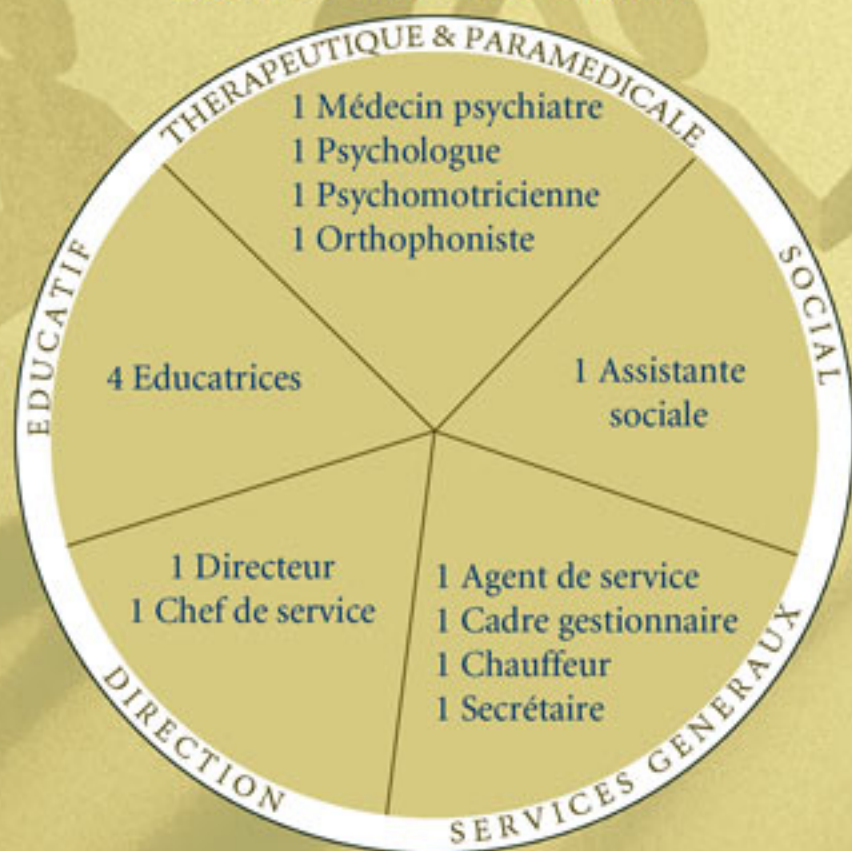 THERAPEUTIQUE & PARAMEDICALE
1 Médecin psychiatre
1 Psychologue
1 Psychomotricienne
1 Orthophoniste
SOCIAL
1 Assistante
sociale
SERVICES GENERAUX
1 Agent de service
1 Cadre gestionnaire
1 Chauffeur
1 Secrétaire
DIRECTION
1 Directeur
1 Chef de service
EDUCATIF
4 Educatrices